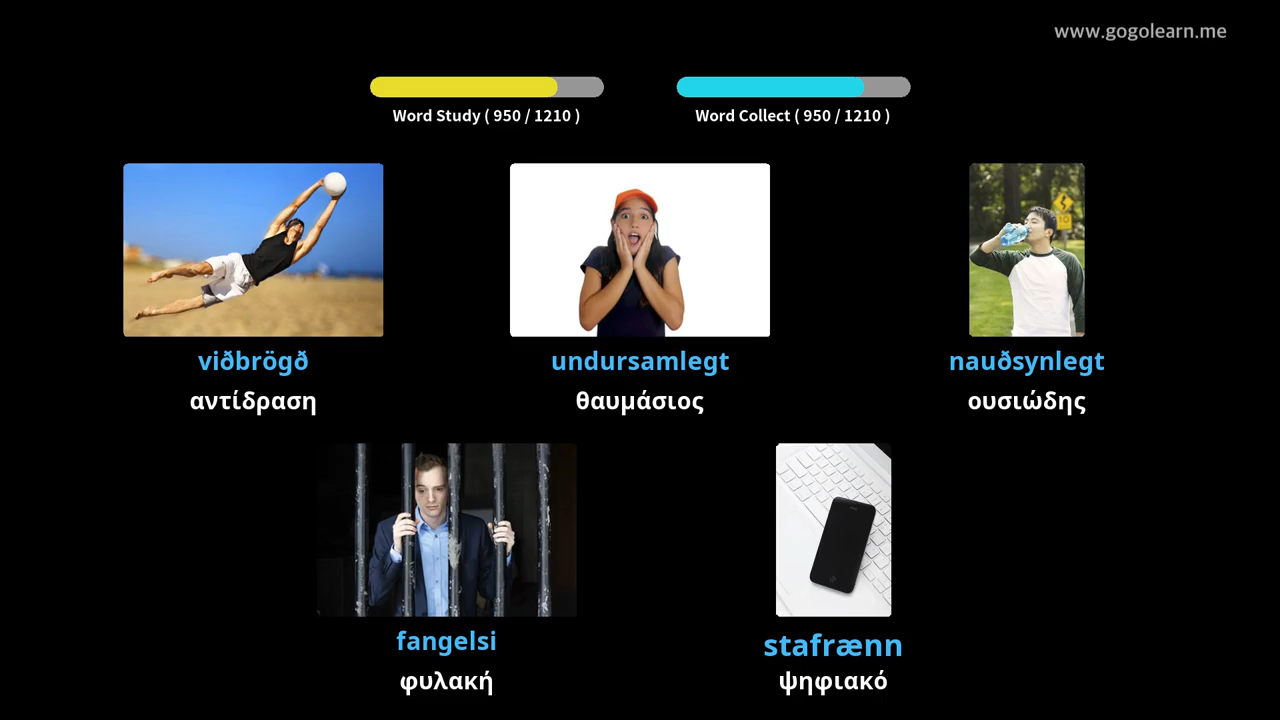 www.gogolearn.me
Word Study ( 950 / 1210 )
Word Collect ( 950 / 1210 )
viðbrögð
αντίδραση
undursamlegt
θαυμάσιος
nauðsynlegt
ουσιώδης
fangelsi
φυλακή
stafrænn
ψηφιακό